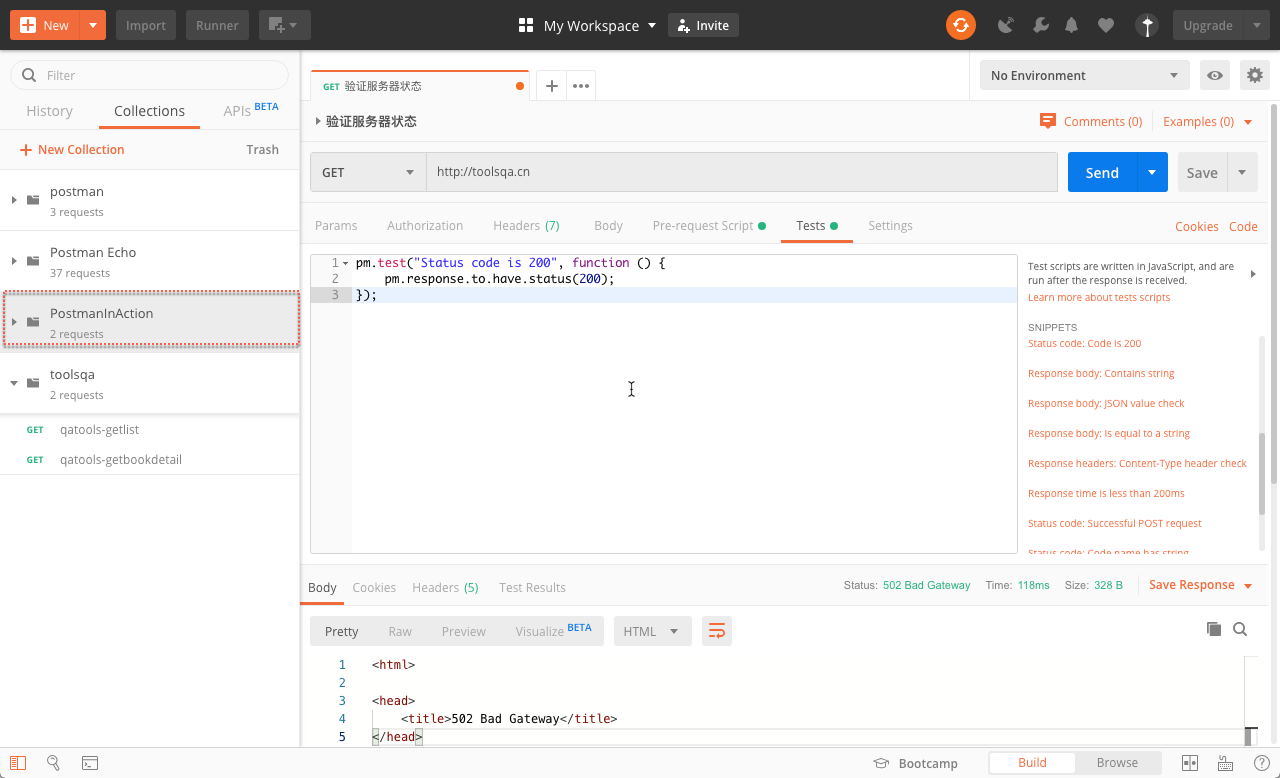 New
Import
Runner
My Workspace
Invite
Upgrade
Filter
History
Collections
APIs BETA
New Collection
Trash
postman
3 requests
Postman Echo
37 requests
PostmanInAction
2 requests
toolsqa
2 requests
GET qatools-getlist
GET qatools-getbookdetail
GET 验证服务器状态
No Environment
验证服务器状态
Comments (0)
Examples (0)
GET
http://toolsqa.cn
Send
Save
Params
Authorization
Headers (7)
Body
Pre-request Script
Tests
Settings
Cookies
Code
1 pm.test("Status code is 200", function () {
2 pm.response.to.have.status(200);
3 });
Test scripts are written in JavaScript, and are
run after the response is received.
Learn more about tests scripts
SNIPPETS
Status code: Code is 200
Response body: Contains string
Response body: JSON value check
Response body: Is equal to a string
Response headers: Content-Type header check
Response time is less than 200ms
Status code: Successful POST request
Status code: Code name has string
Body
Cookies
Headers (5)
Test Results
Status: 502 Bad Gateway
Time: 118ms
Size: 328 B
Save Response
Pretty
Raw
Preview
Visualize BETA
HTML
1 <html>
2
3 <head>
4 <title>502 Bad Gateway</title>
5 </head>
Bootcamp
Build
Browse